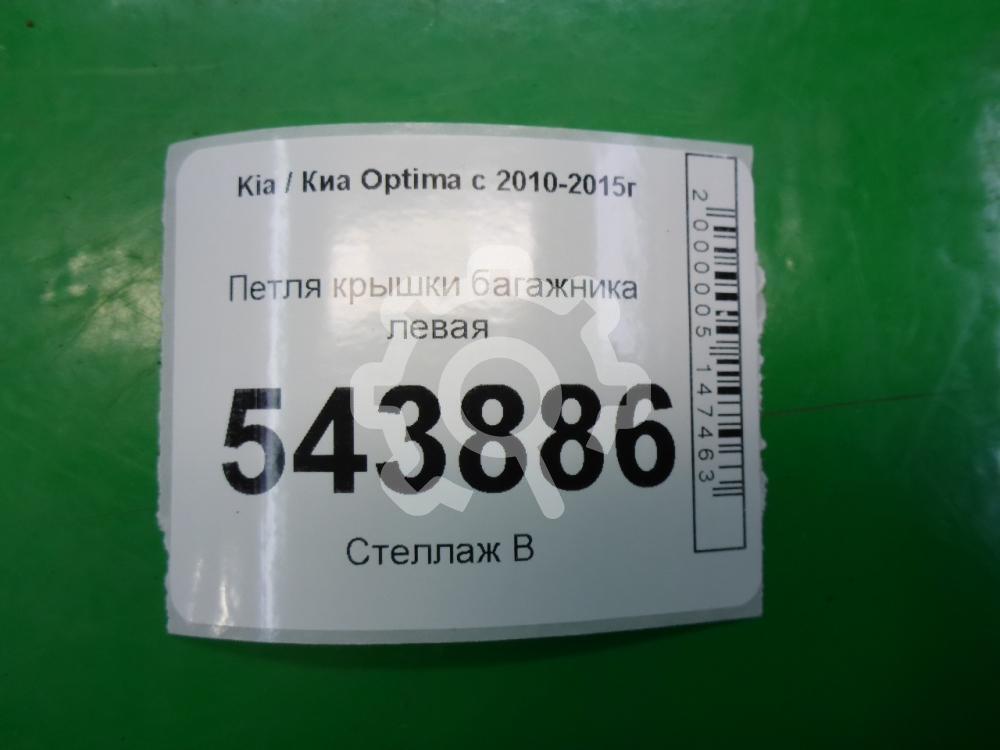 Kia / Киа Optima с 2010-2015г
Петля крышки багажника
левая
543886
Стеллаж В
2000005147463